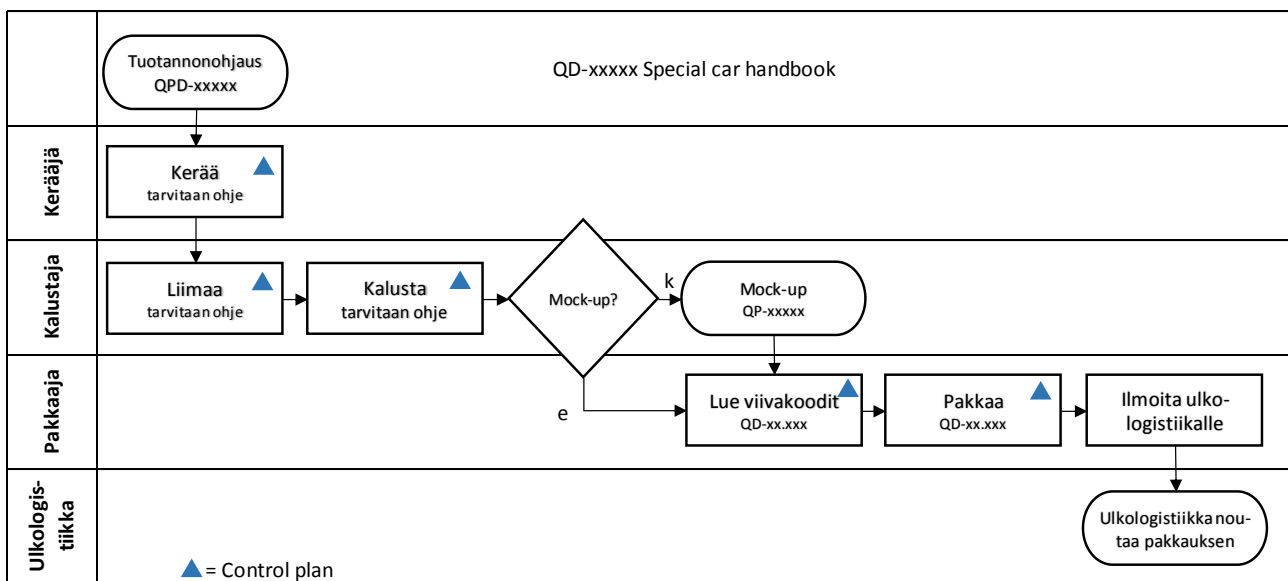 Tuotannonohjaus
QPD-xxxxx
QD-xxxxx Special car handbook
Kerääjä
Kerää
tarvitaan ohje
Kalustaja
Liimaa
tarvitaan ohje
Kalusta
tarvitaan ohje
Mock-up?
k
e
Mock-up
QP-xxxxx
Pakkaaja
Lue viivakoodit
QD-xx.xxx
Pakkaa
QD-xx.xxx
Ilmoita ulko-
logistiikalle
Ulkologis-
tiikka
Ulkologistiikka nou-
taa pakkauksen
= Control plan